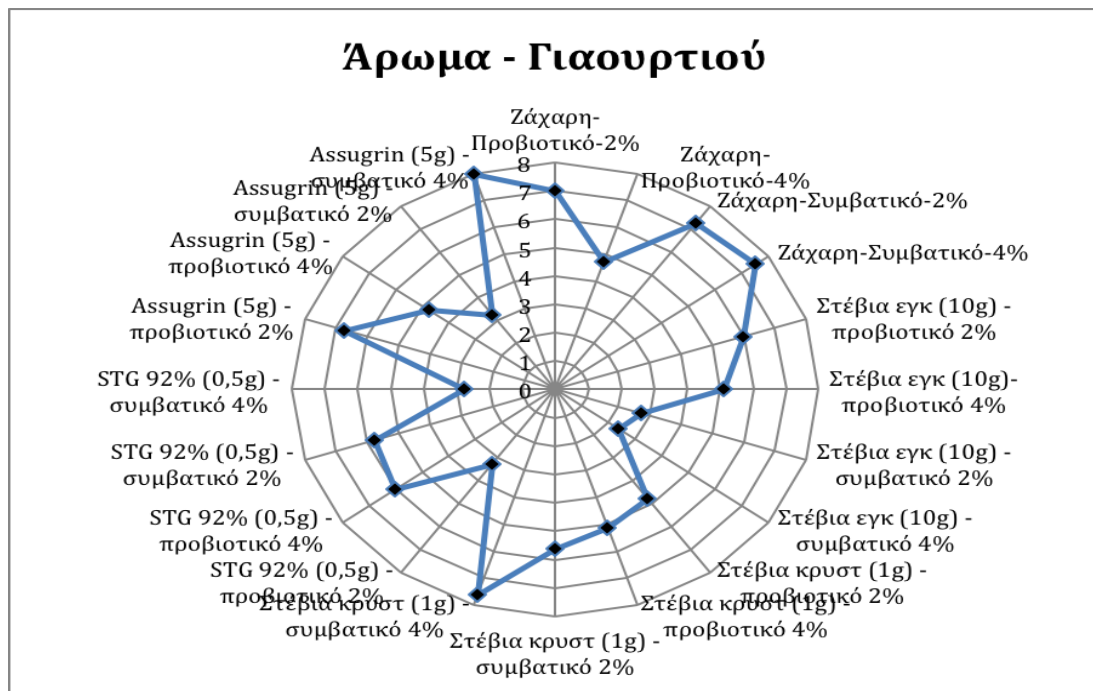 Άρωμα - Γιαουρτιού
Ζάχαρη-
Προβιοτικό-2%
Ζάχαρη-
Προβιοτικό-4%
Ζάχαρη-Συμβατικό-2%
Ζάχαρη-Συμβατικό-4%
Στέβια εγκ (10g) -
προβιοτικό 2%
Στέβια εγκ (10g)-
προβιοτικό 4%
Στέβια εγκ (10g) -
συμβατικό 2%
Στέβια εγκ (10g) -
συμβατικό 4%
Στέβια κρυστ (1g) -
προβιοτικό 2%
Στέβια κρυστ (1g) -
προβιοτικό 4%
Στέβια κρυστ (1g) -
συμβατικό 2%
Στέβια κρυστ (1g) -
συμβατικό 4%
STG 92% (0,5g) -
προβιοτικό 2%
STG 92% (0,5g) -
προβιοτικό 4%
STG 92% (0,5g) -
συμβατικό 2%
STG 92% (0,5g) -
συμβατικό 4%
Assugrin (5g) -
προβιοτικό 2%
Assugrin (5g) -
προβιοτικό 4%
Assugrin (5g) -
συμβατικό 2%
Assugrin (5g) -
συμβατικό 4%
8
7
6
5
4
3
2
1
0